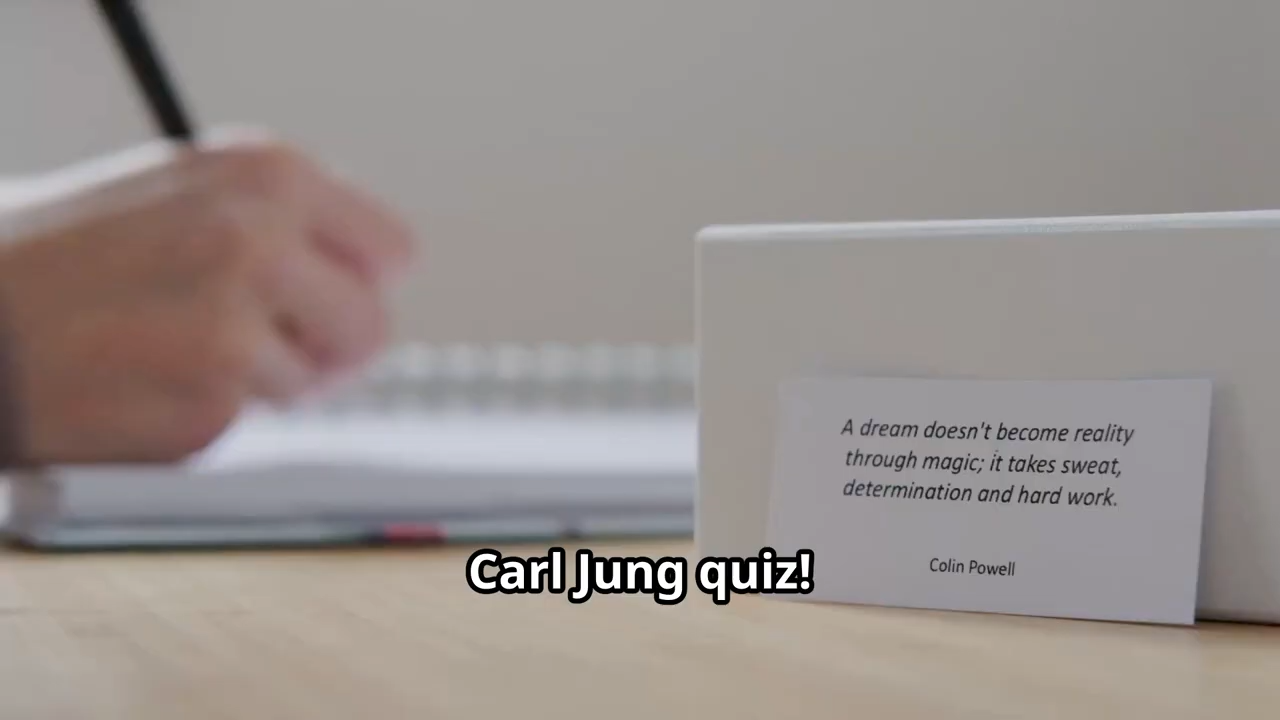 A dream doesn't become reality
through magic; it takes sweat,
determination and hard work.
Colin Powell
Carl Jung quiz!